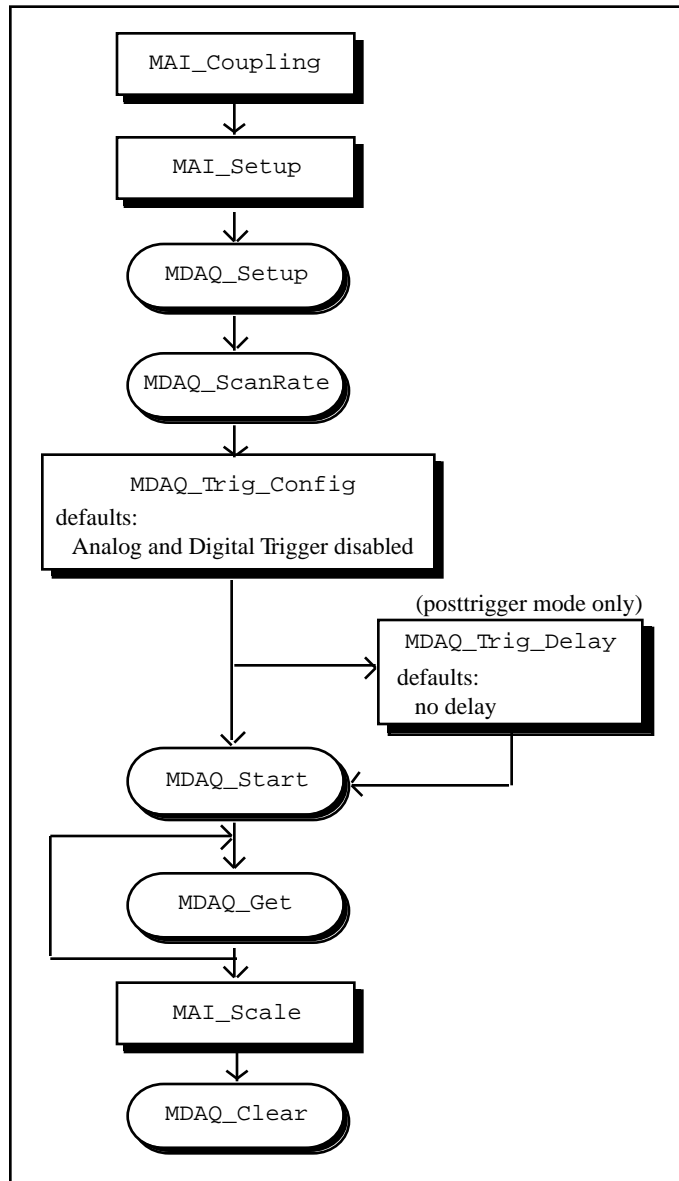 MAI_Coupling
MAI_Setup
MDAQ_Setup
MDAQ_ScanRate
MDAQ_Trig_Config
defaults:
Analog and Digital Trigger disabled
(posttrigger mode only)
MDAQ_Trig_Delay
defaults:
no delay
MDAQ_Start
MDAQ_Get
MAI_Scale
MDAQ_Clear